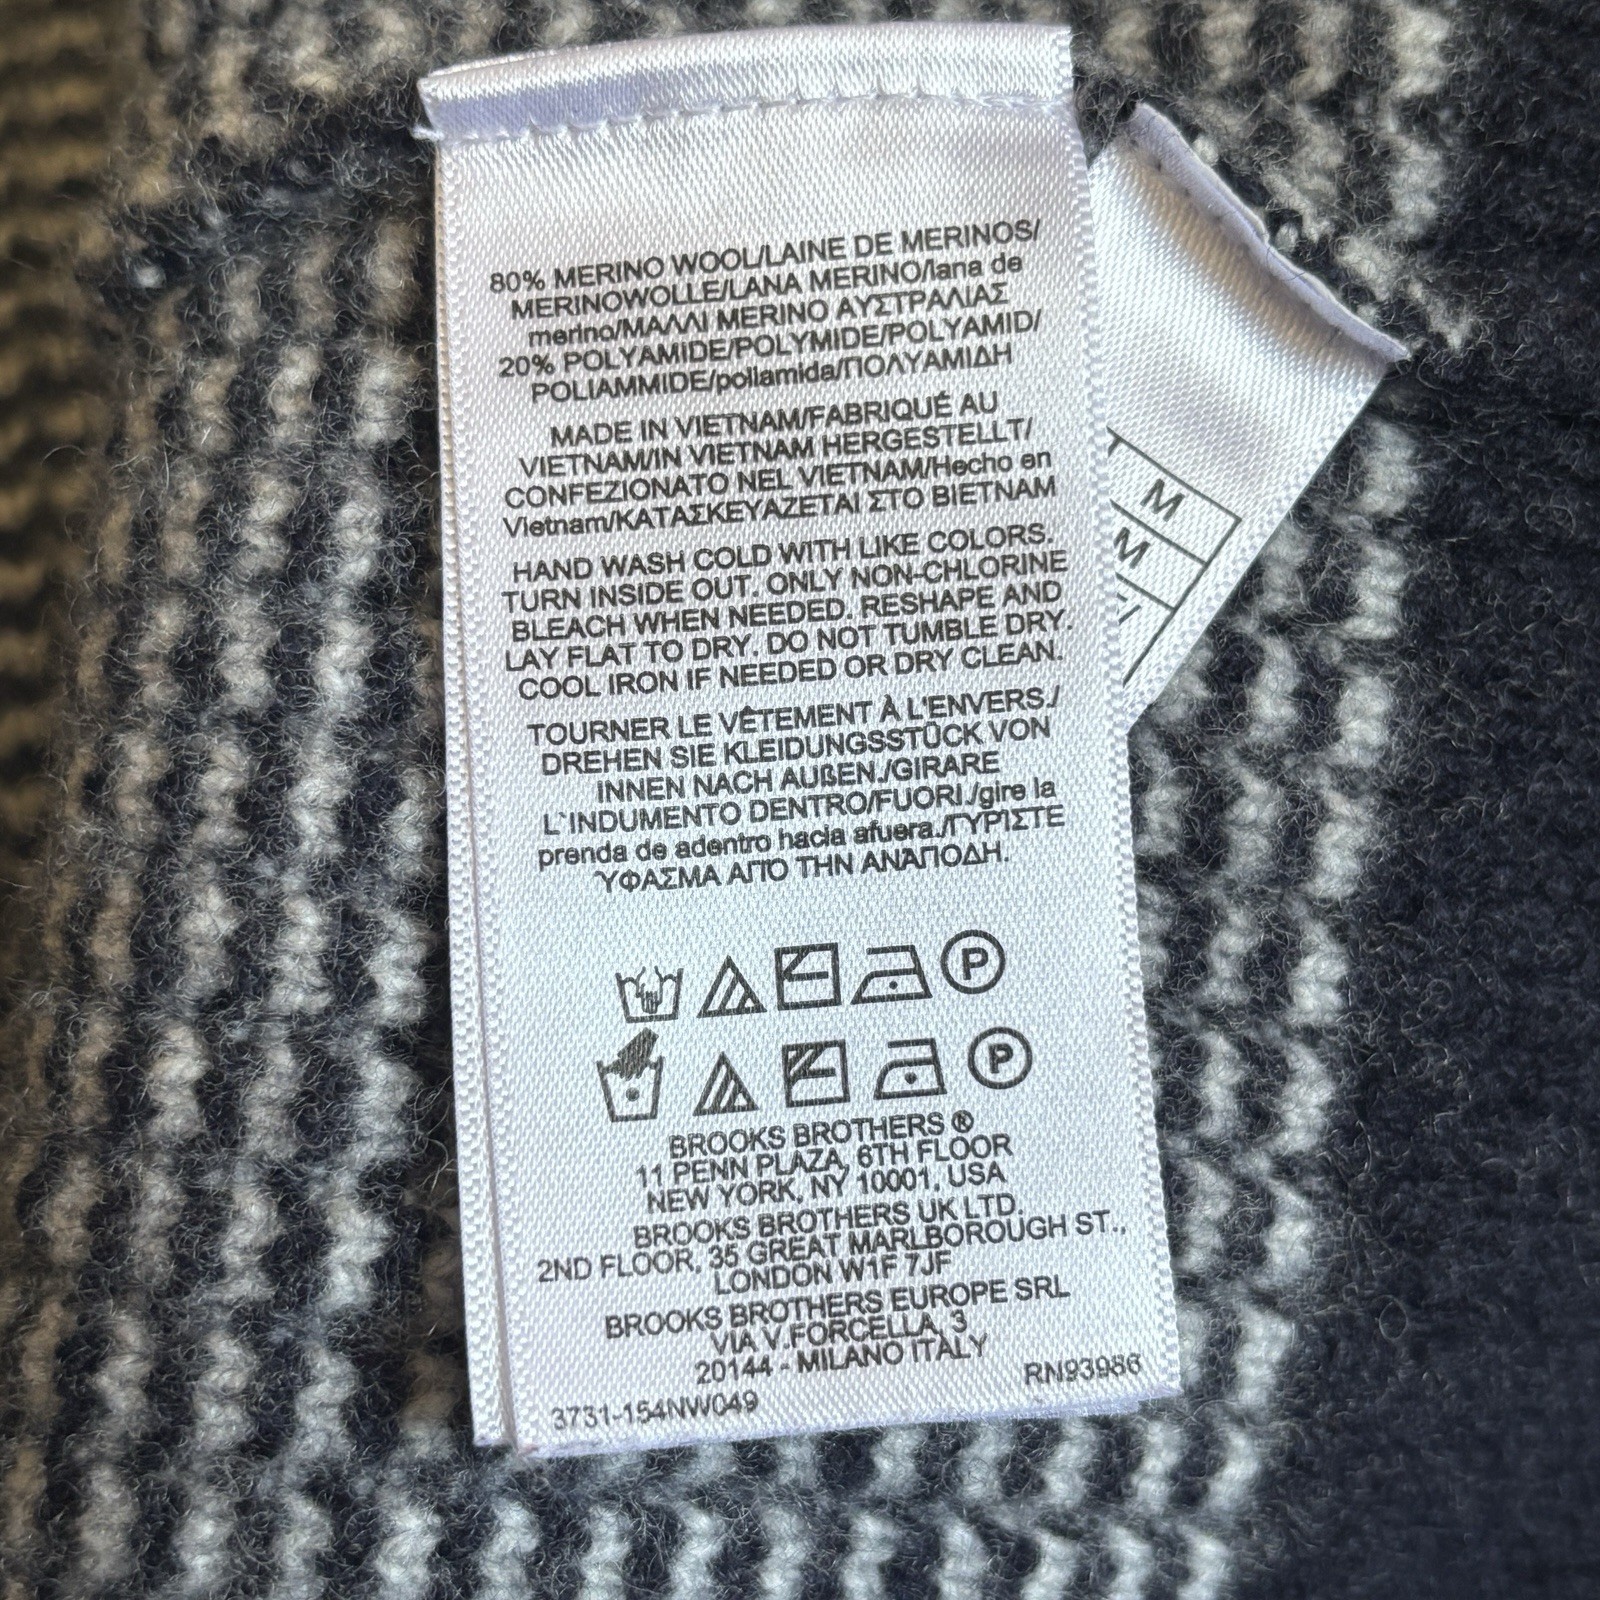 80% MERINO WOOL/LAINE DE MERINOS/
MERINOWOLLE/LANA MERINO/lana de
merino/ΜΑΛΛΙ MERINO ΑΥΣΤΡΑΛΙΑΣ
20% POLYAMIDE/POLYMIDE/POLYAMID/
POLIAMMIDE/poliamida/ΠΟΛΥΑΜΙΔΗ
MADE IN VIETNAM/FABRIQUÉ AU
VIETNAM/IN VIETNAM HERGESTELLT/
CONFEZIONATO NEL VIETNAM/Hecho en
Vietnam/ΚΑΤΑΣΚΕΥΑΖΕΤΑΙ ΣΤΟ ΒΙΕΤΝΑΜ
HAND WASH COLD WITH LIKE COLORS.
TURN INSIDE OUT. ONLY NON-CHLORINE
BLEACH WHEN NEEDED. RESHAPE AND
LAY FLAT TO DRY. DO NOT TUMBLE DRY.
COOL IRON IF NEEDED OR DRY CLEAN.
TOURNER LE VÊTEMENT À L'ENVERS./
DREHEN SIE KLEIDUNGSSTÜCK VON
INNEN NACH AUßEN./GIRARE
L`INDUMENTO DENTRO/FUORI./gire la
prenda de adentro hacia afuera./ΓΥΡΙΣΤΕ
ΎΦΑΣΜΑ ΑΠΌ ΤΗΝ ΑΝΆΠΟΔΗ.
P
P
BROOKS BROTHERS ®
11 PENN PLAZA, 6TH FLOOR
NEW YORK, NY 10001, USA
BROOKS BROTHERS UK LTD.
2ND FLOOR, 35 GREAT MARLBOROUGH ST.,
LONDON W1F 7JF
BROOKS BROTHERS EUROPE SRL
VIA V.FORCELLA, 3
20144 - MILANO ITALY
RN93986
3731-154NW049
M
M